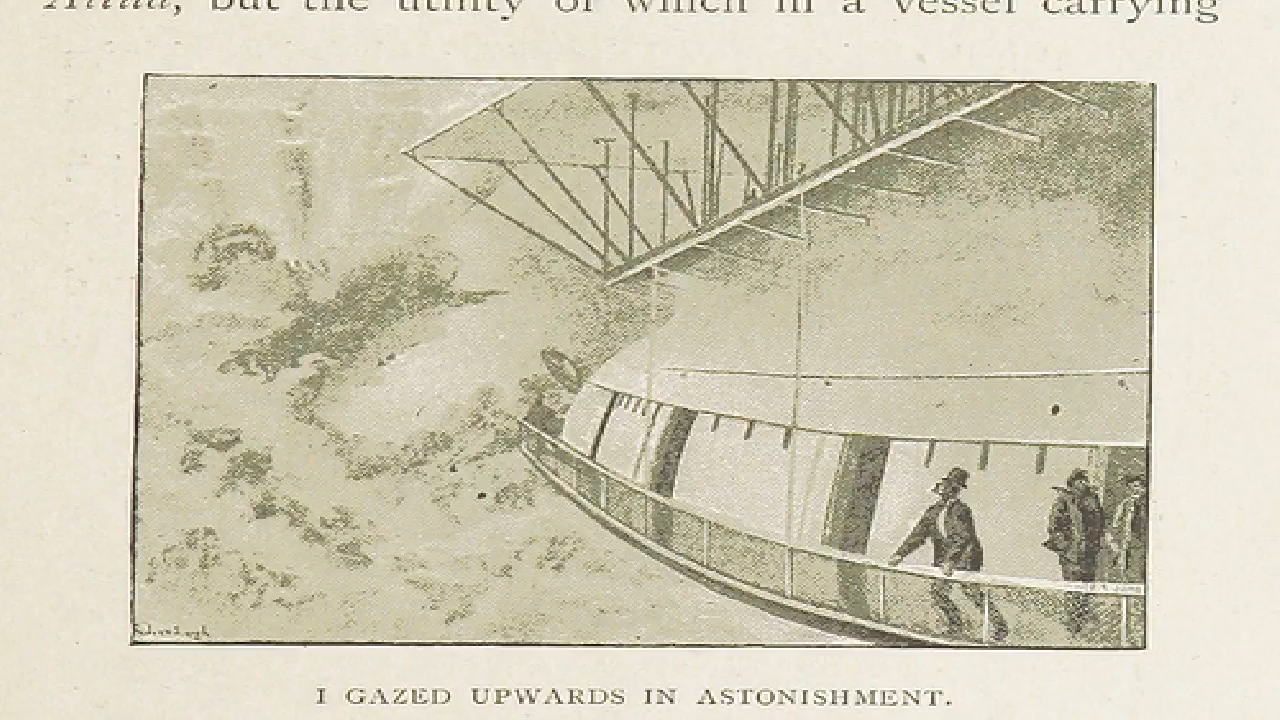 but the utility of which in a vessel carrying
I GAZED UPWARDS IN ASTONISHMENT.